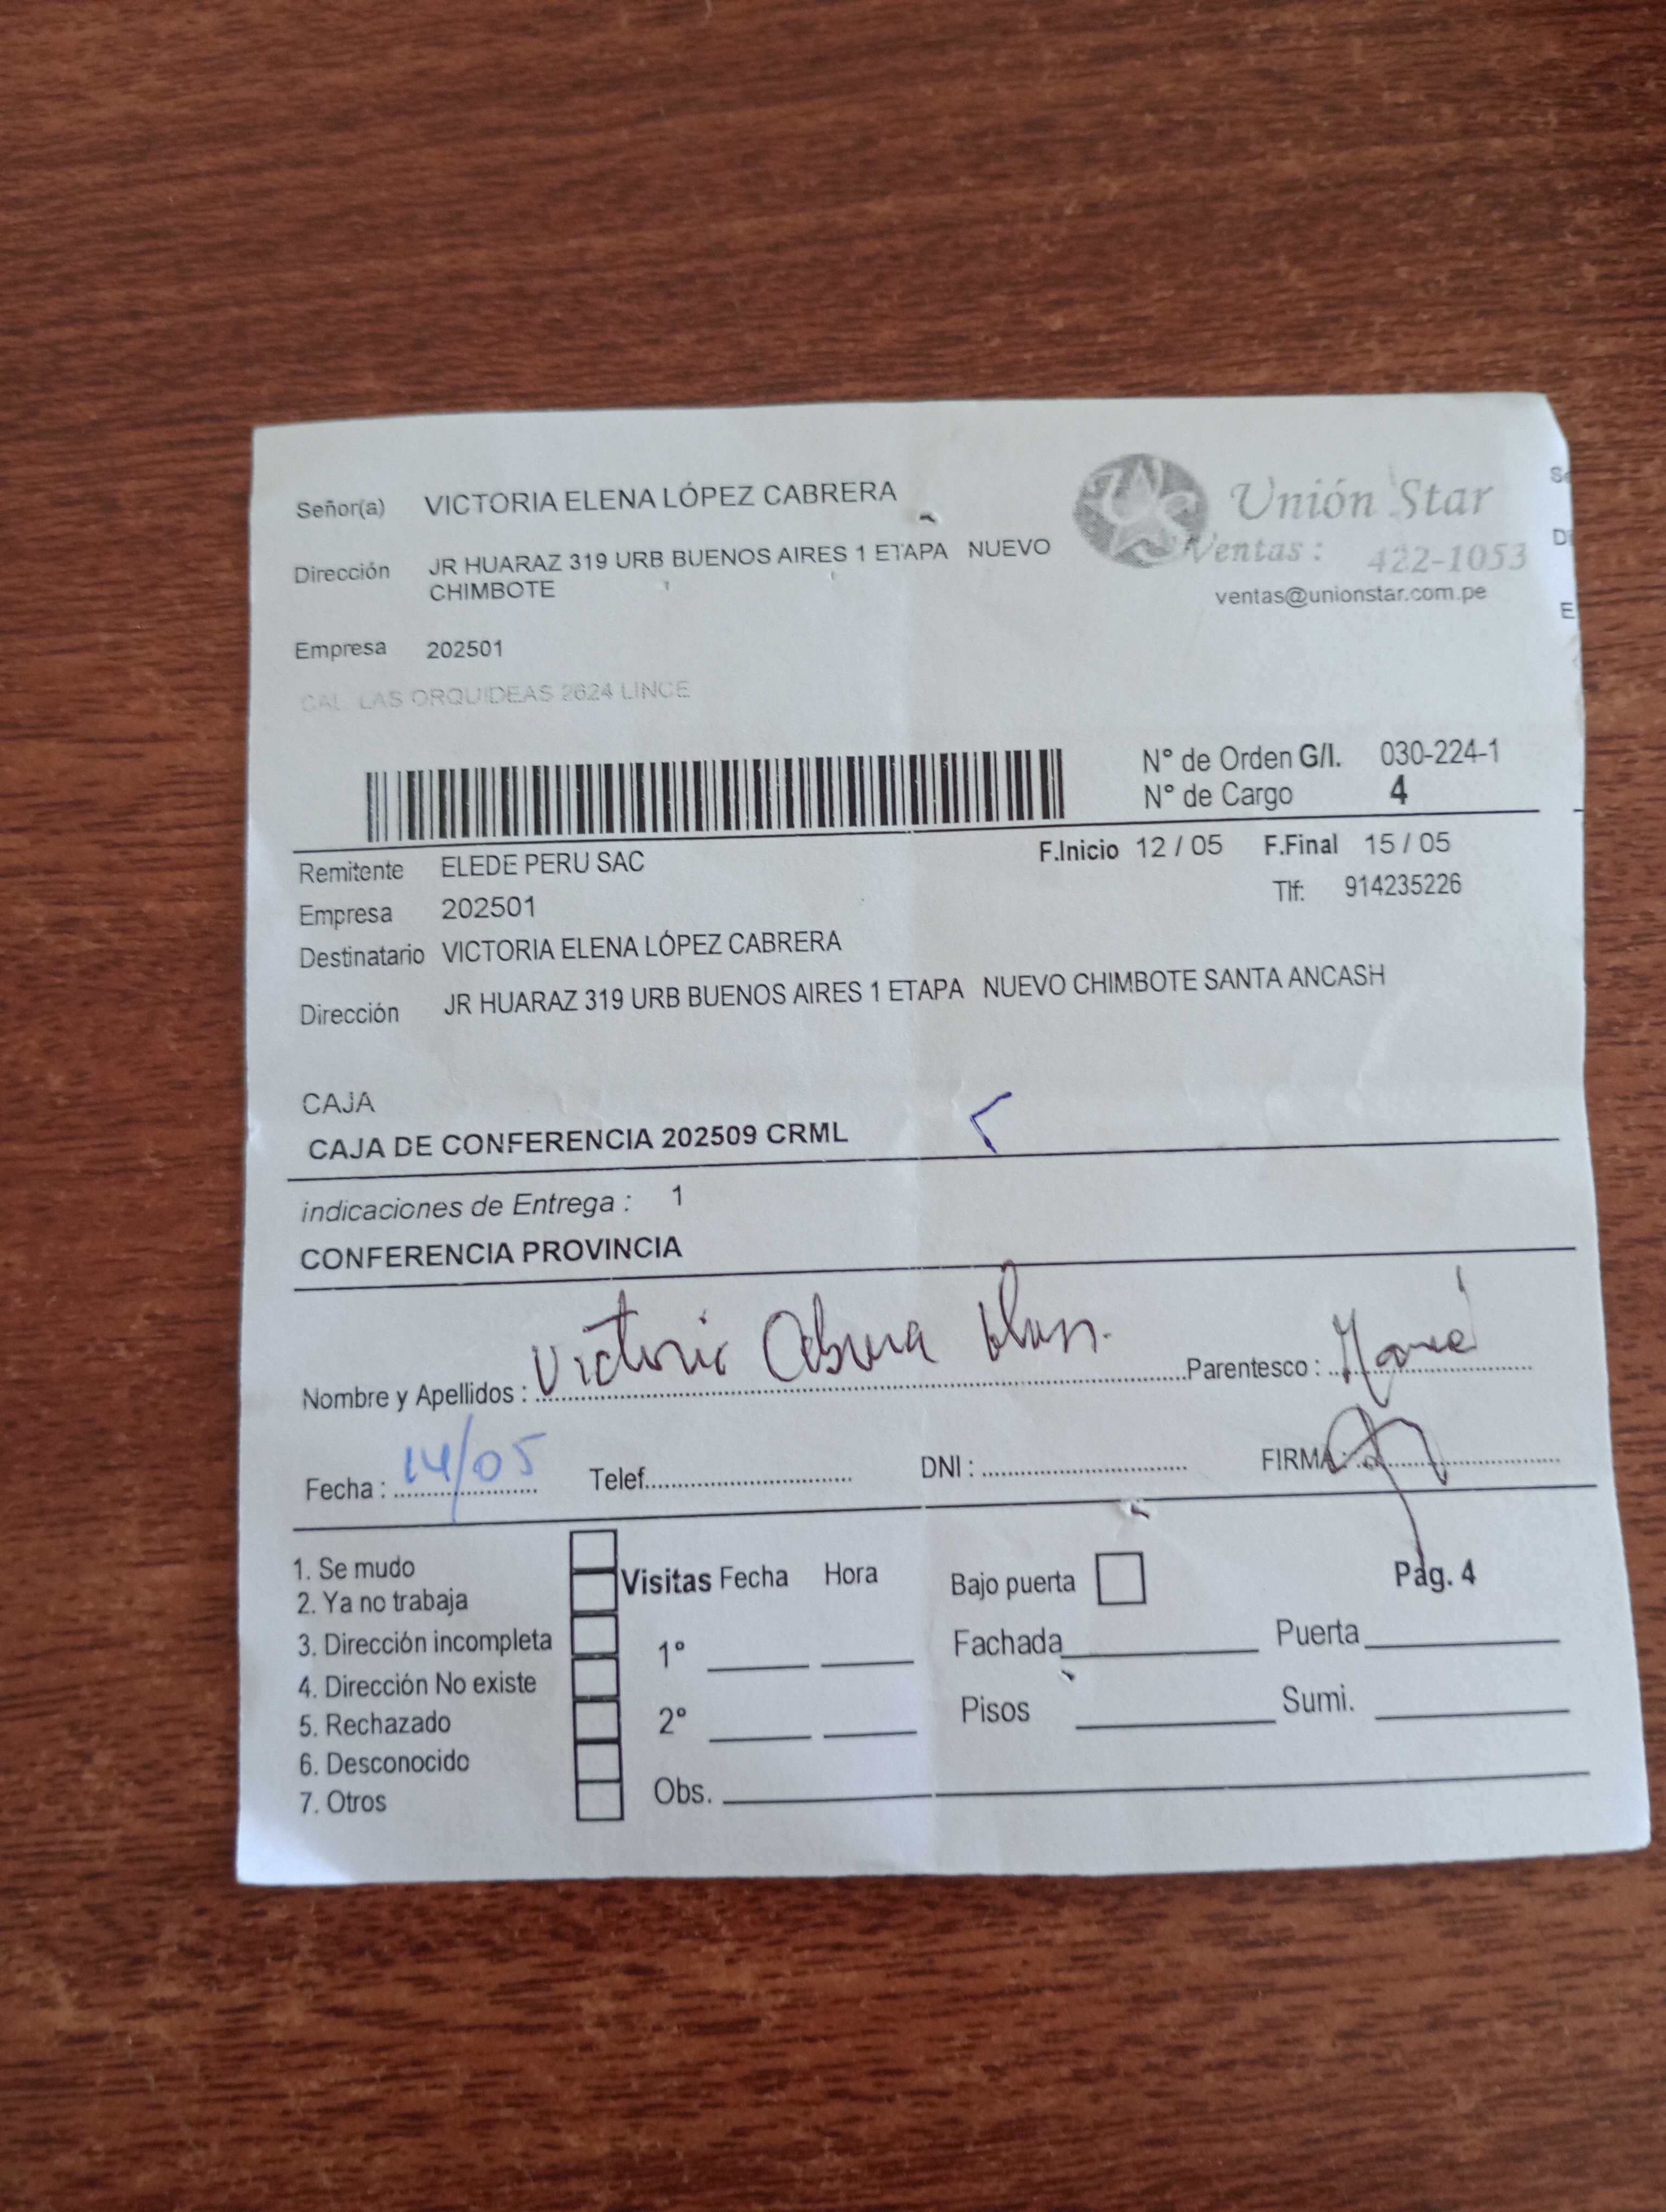 Señor(a) VICTORIA ELENA LÓPEZ CABRERA
Unión Star
Ventas : 422-1053
ventas@unionstar.com.pe
Dirección JR HUARAZ 319 URB BUENOS AIRES 1 ETAPA NUEVO
CHIMBOTE
Empresa 202501
CAL LAS ORQUIDEAS 2624 LINCE
N° de Orden G/I. 030-224-1
N° de Cargo 4
Remitente ELEDE PERU SAC
F.Inicio 12 / 05 F.Final 15 / 05
Empresa 202501
Tlf: 914235226
Destinatario VICTORIA ELENA LÓPEZ CABRERA
Dirección JR HUARAZ 319 URB BUENOS AIRES 1 ETAPA NUEVO CHIMBOTE SANTA ANCASH
CAJA
CAJA DE CONFERENCIA 202509 CRML
indicaciones de Entrega : 1
CONFERENCIA PROVINCIA
Nombre y Apellidos : Victoria Cabrera Parentesco :
Fecha : 14/05 Telef. DNI : FIRMA :
1. Se mudo
2. Ya no trabaja
3. Dirección incompleta
4. Dirección No existe
5. Rechazado
6. Desconocido
7. Otros
Visitas Fecha Hora
1°
2°
Obs.
Bajo puerta
Pág. 4
Fachada Puerta
Pisos Sumi.